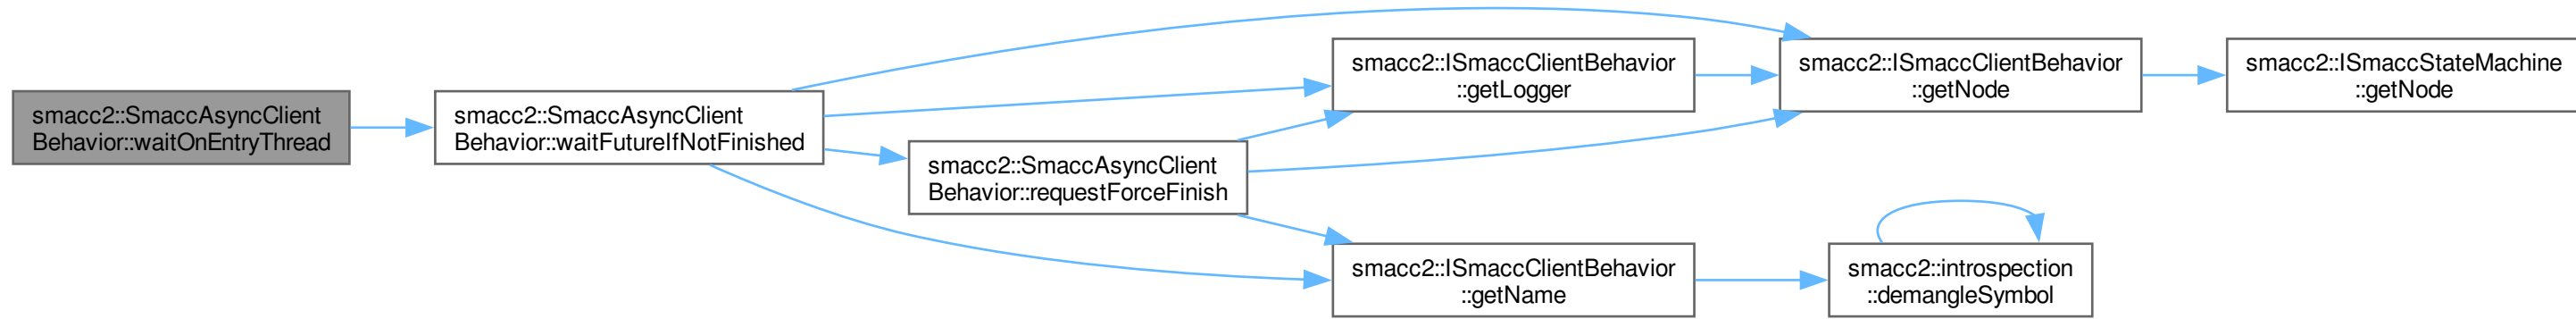 smacc2::SmaccAsyncClient
Behavior::waitOnEntryThread
smacc2::SmaccAsyncClient
Behavior::waitFutureIfNotFinished
smacc2::SmaccAsyncClient
Behavior::requestForceFinish
smacc2::ISmaccClientBehavior
::getLogger
smacc2::ISmaccClientBehavior
::getName
smacc2::ISmaccClientBehavior
::getNode
smacc2::introspection
::demangleSymbol
smacc2::ISmaccStateMachine
::getNode